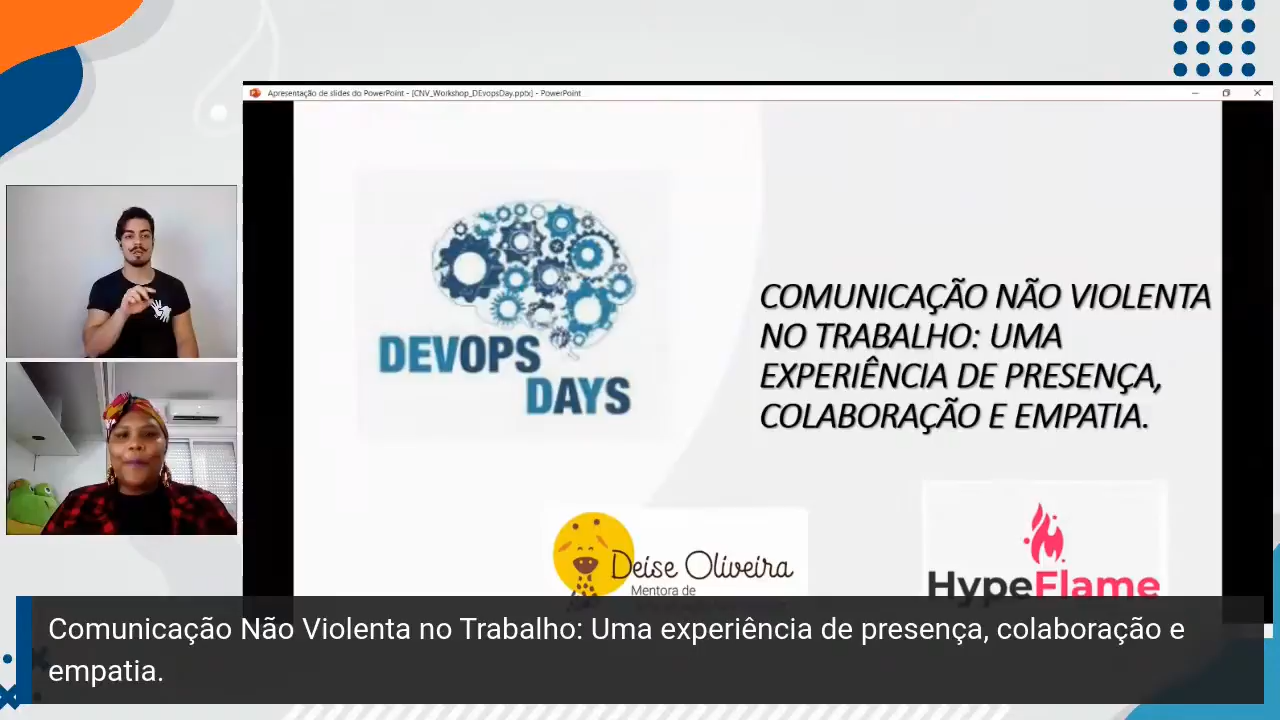 Apresentação de slides do PowerPoint - [CNV_Workshop_DEvopsDay.pptx] - PowerPoint
DEVOPS
DAYS
COMUNICAÇÃO NÃO VIOLENTA
NO TRABALHO: UMA
EXPERIÊNCIA DE PRESENÇA,
COLABORAÇÃO E EMPATIA.
Deise Oliveira
Mentora de
HypeFlame
Comunicação Não Violenta no Trabalho: Uma experiência de presença, colaboração e
empatia.